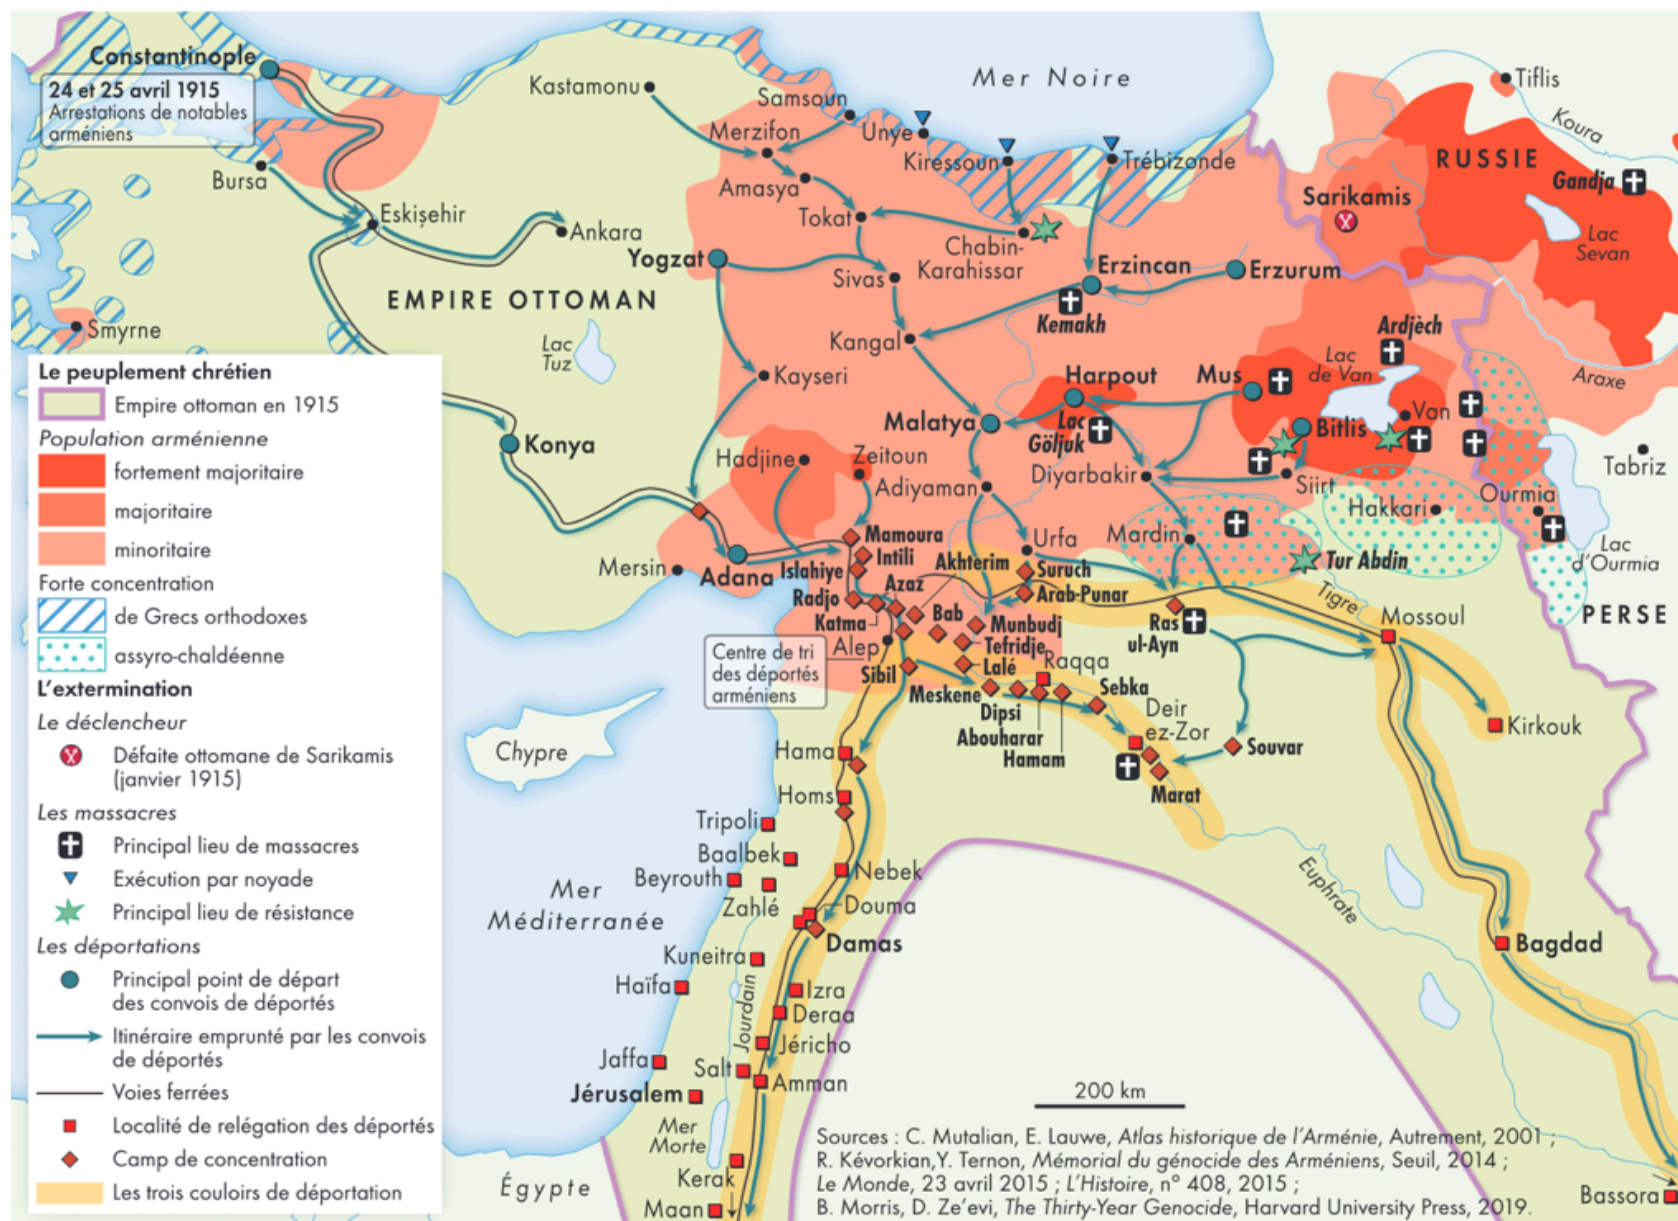 Constantinople
24 et 25 avril 1915
Arrestations de notables
arméniens
Bursa
Eskişehir
Ankara
Smyrne
EMPIRE OTTOMAN
Lac
Tuz
Konya
Kastamonu
Samsoun
Merzifon
Amasya
Tokat
Yogzat
Sivas
Kangal
Kayseri
Mer Noire
Unye
Kiressoun
Trébizonde
Chabin-
Karahissar
Erzincan
Erzurum
Kemakh
Tiflis
Koura
RUSSIE
Gandja
Sarikamis
Lac
Sevan
Ardjèch
Araxe
Lac
de Van
Van
Mus
Bitlis
Harpout
Lac
Göljuk
Malatya
Hadjine
Zeitoun
Adiyaman
Diyarbakir
Siirt
Hakkari
Ourmia
Tabriz
Lac
d'Ourmia
PERSE
Mersin
Adana
Mamoura
Intili
Islahiye
Azaz
Akhterim
Radjo
Katma
Bab
Urfa
Suruch
Arab-Punar
Mardin
Tur Abdin
Tigre
Mossoul
Ras
ul-Ayn
Munbudj
Tefridje
Lalé
Alep
Centre de tri
des déportés
arméniens
Sibil
Meskene
Raqqa
Dipsi
Abouharar
Hamam
Sebka
Deir
ez-Zor
Marat
Souvar
Kirkouk
Chypre
Hama
Homs
Tripoli
Baalbek
Beyrouth
Nebek
Zahlé
Douma
Damas
Mer
Méditerranée
Kuneitra
Haïfa
Izra
Deraa
Jourdain
Jéricho
Jaffa
Salt
Amman
Jérusalem
Mer
Morte
Kerak
Maan
Égypte
Euphrate
Bagdad
Bassora
200 km
Le peuplement chrétien
Empire ottoman en 1915
Population arménienne
fortement majoritaire
majoritaire
minoritaire
Forte concentration
de Grecs orthodoxes
assyro-chaldéenne
L'extermination
Le déclencheur
Défaite ottomane de Sarikamis
(janvier 1915)
Les massacres
Principal lieu de massacres
Exécution par noyade
Principal lieu de résistance
Les déportations
Principal point de départ
des convois de déportés
Itinéraire emprunté par les convois
de déportés
Voies ferrées
Localité de relégation des déportés
Camp de concentration
Les trois couloirs de déportation
Sources : C. Mutalian, E. Lauwe, Atlas historique de l'Arménie, Autrement, 2001 ;
R. Kévorkian,Y. Ternon, Mémorial du génocide des Arméniens, Seuil, 2014 ;
Le Monde, 23 avril 2015 ; L'Histoire, n° 408, 2015 ;
B. Morris, D. Ze'evi, The Thirty-Year Genocide, Harvard University Press, 2019.